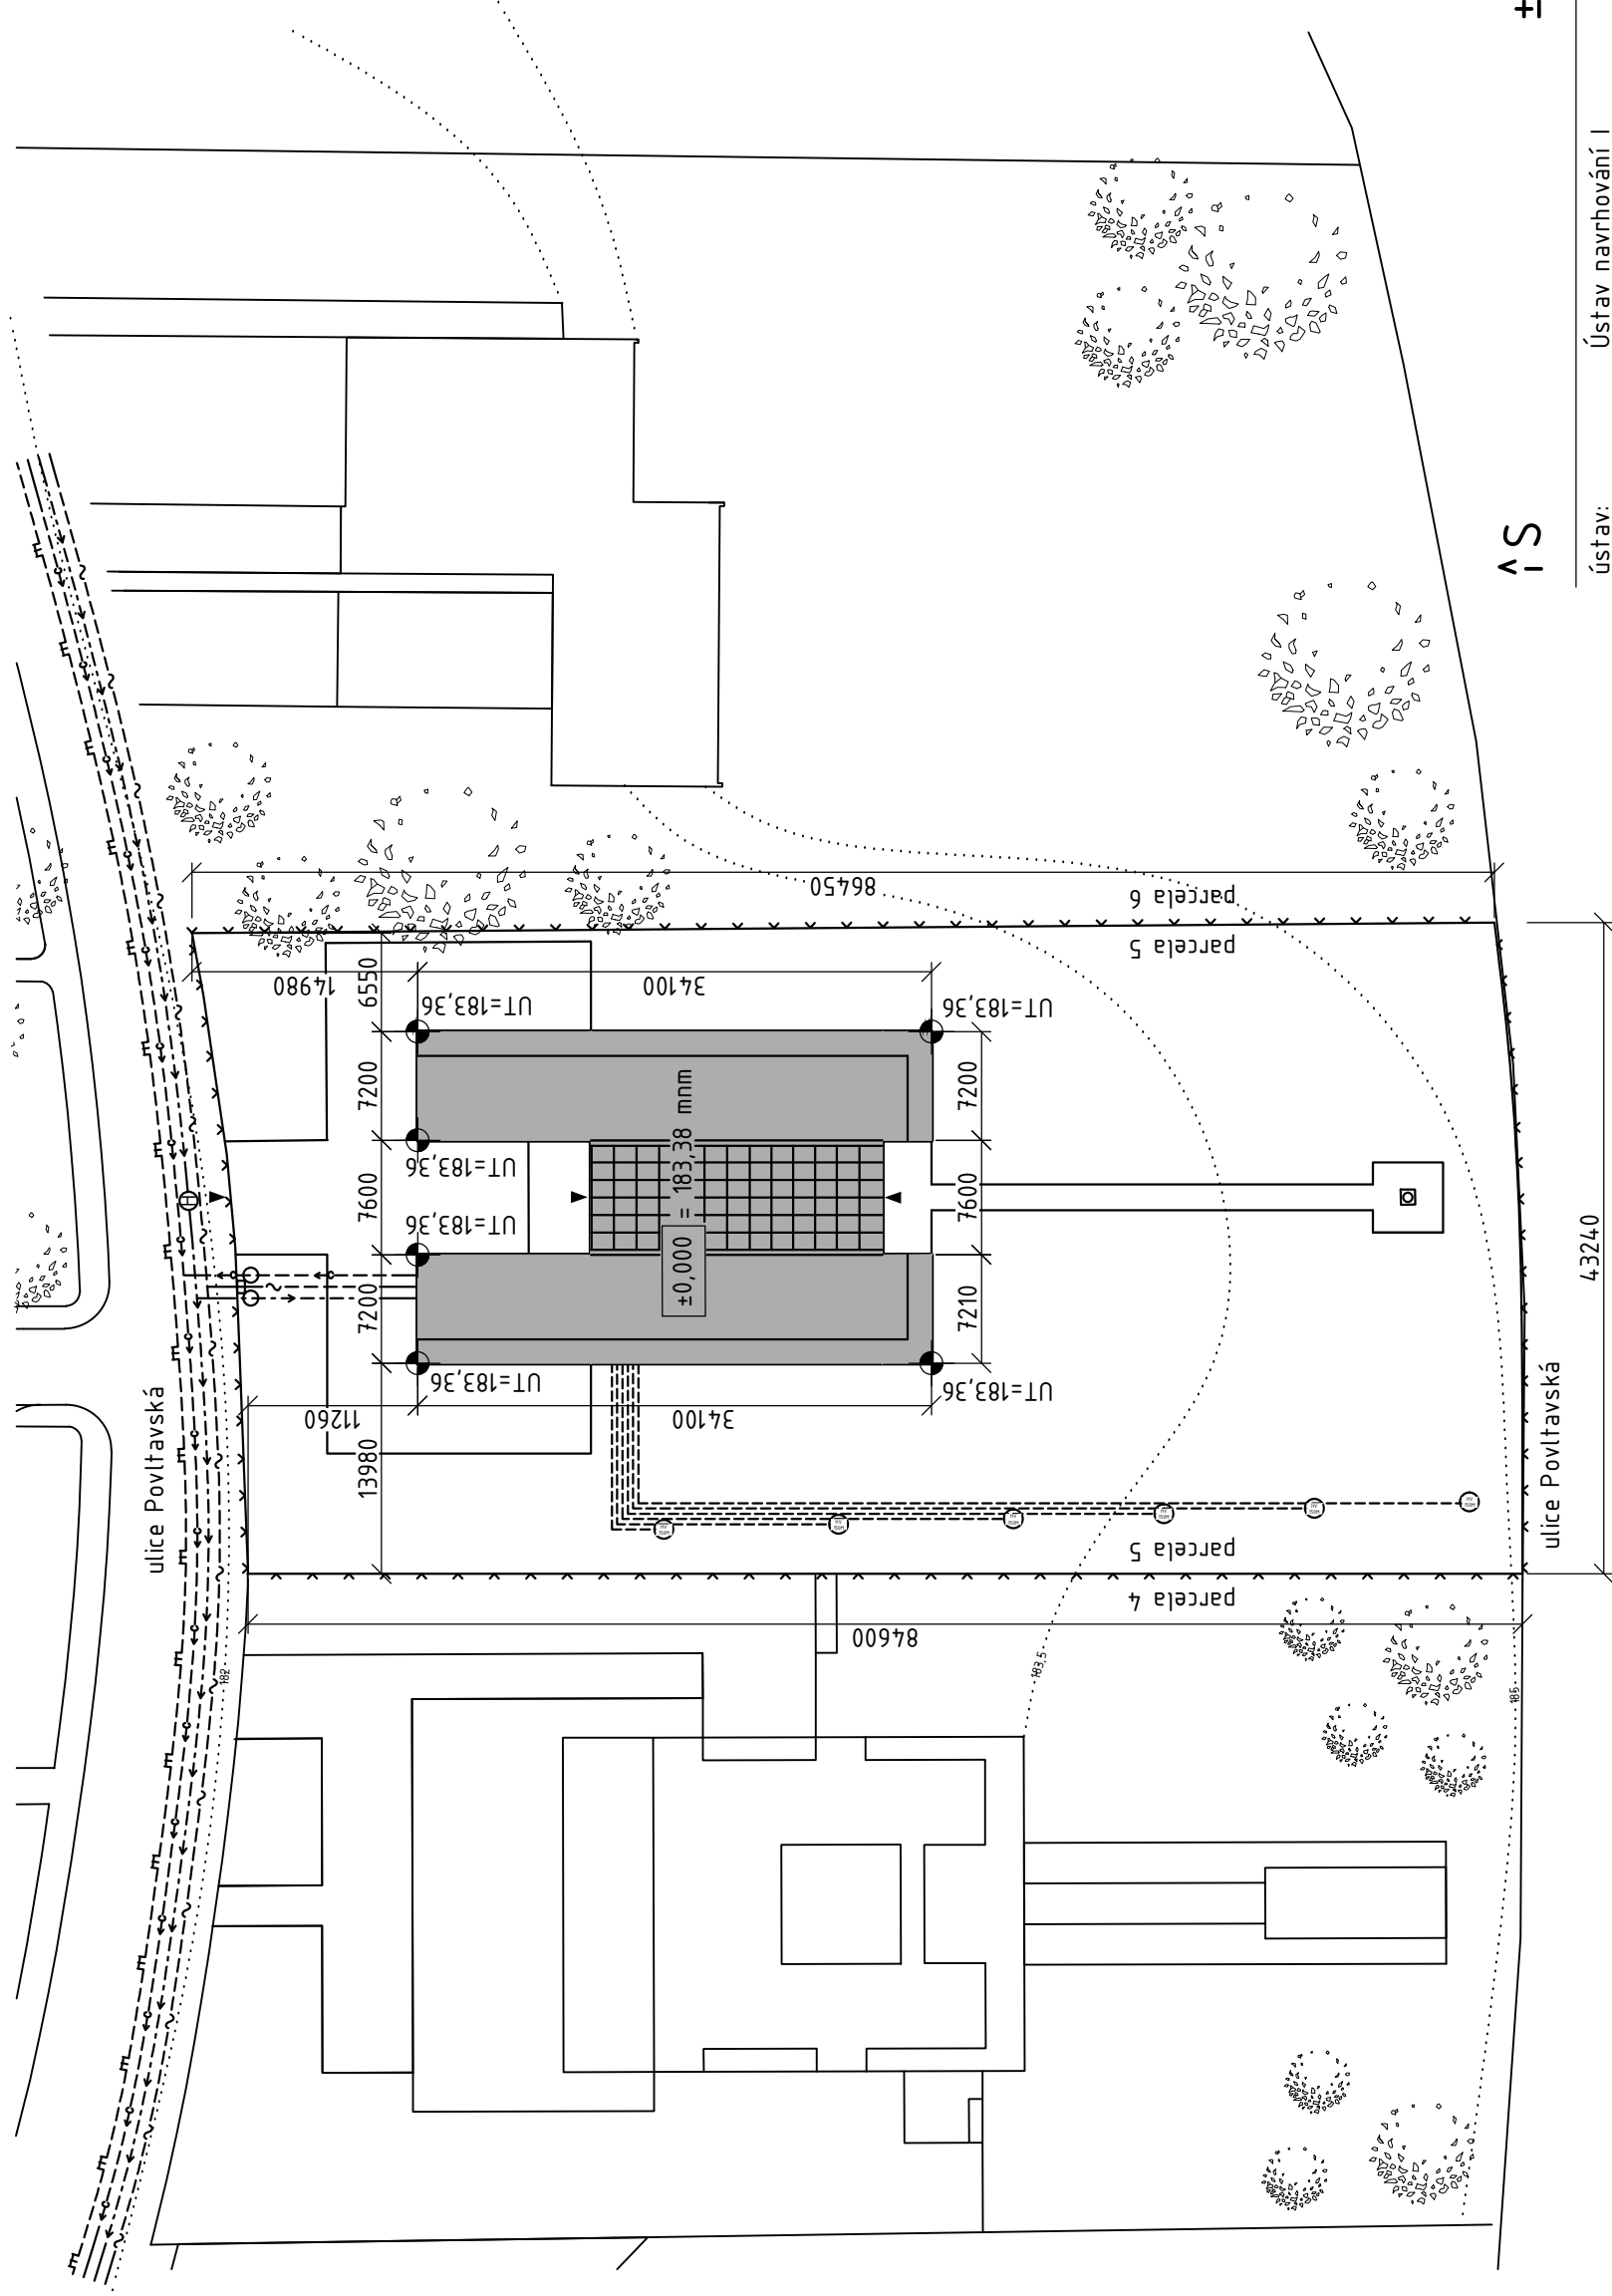 ±
Ústav navrhování I
S
ústav:
86450
parcela 6
parcela 5
14980
6550
34100
UT=183,36
UT=183,36
7200
7200
±0,000 = 183,38 mnm
UT=183,36
7600
7600
UT=183,36
H
43240
7200
7210
UT=183,36
UT=183,36
ulice Povltavská
ulice Povltavská
11260
34100
13980
parcela 5
parcela 4
84600
182
183,5
185